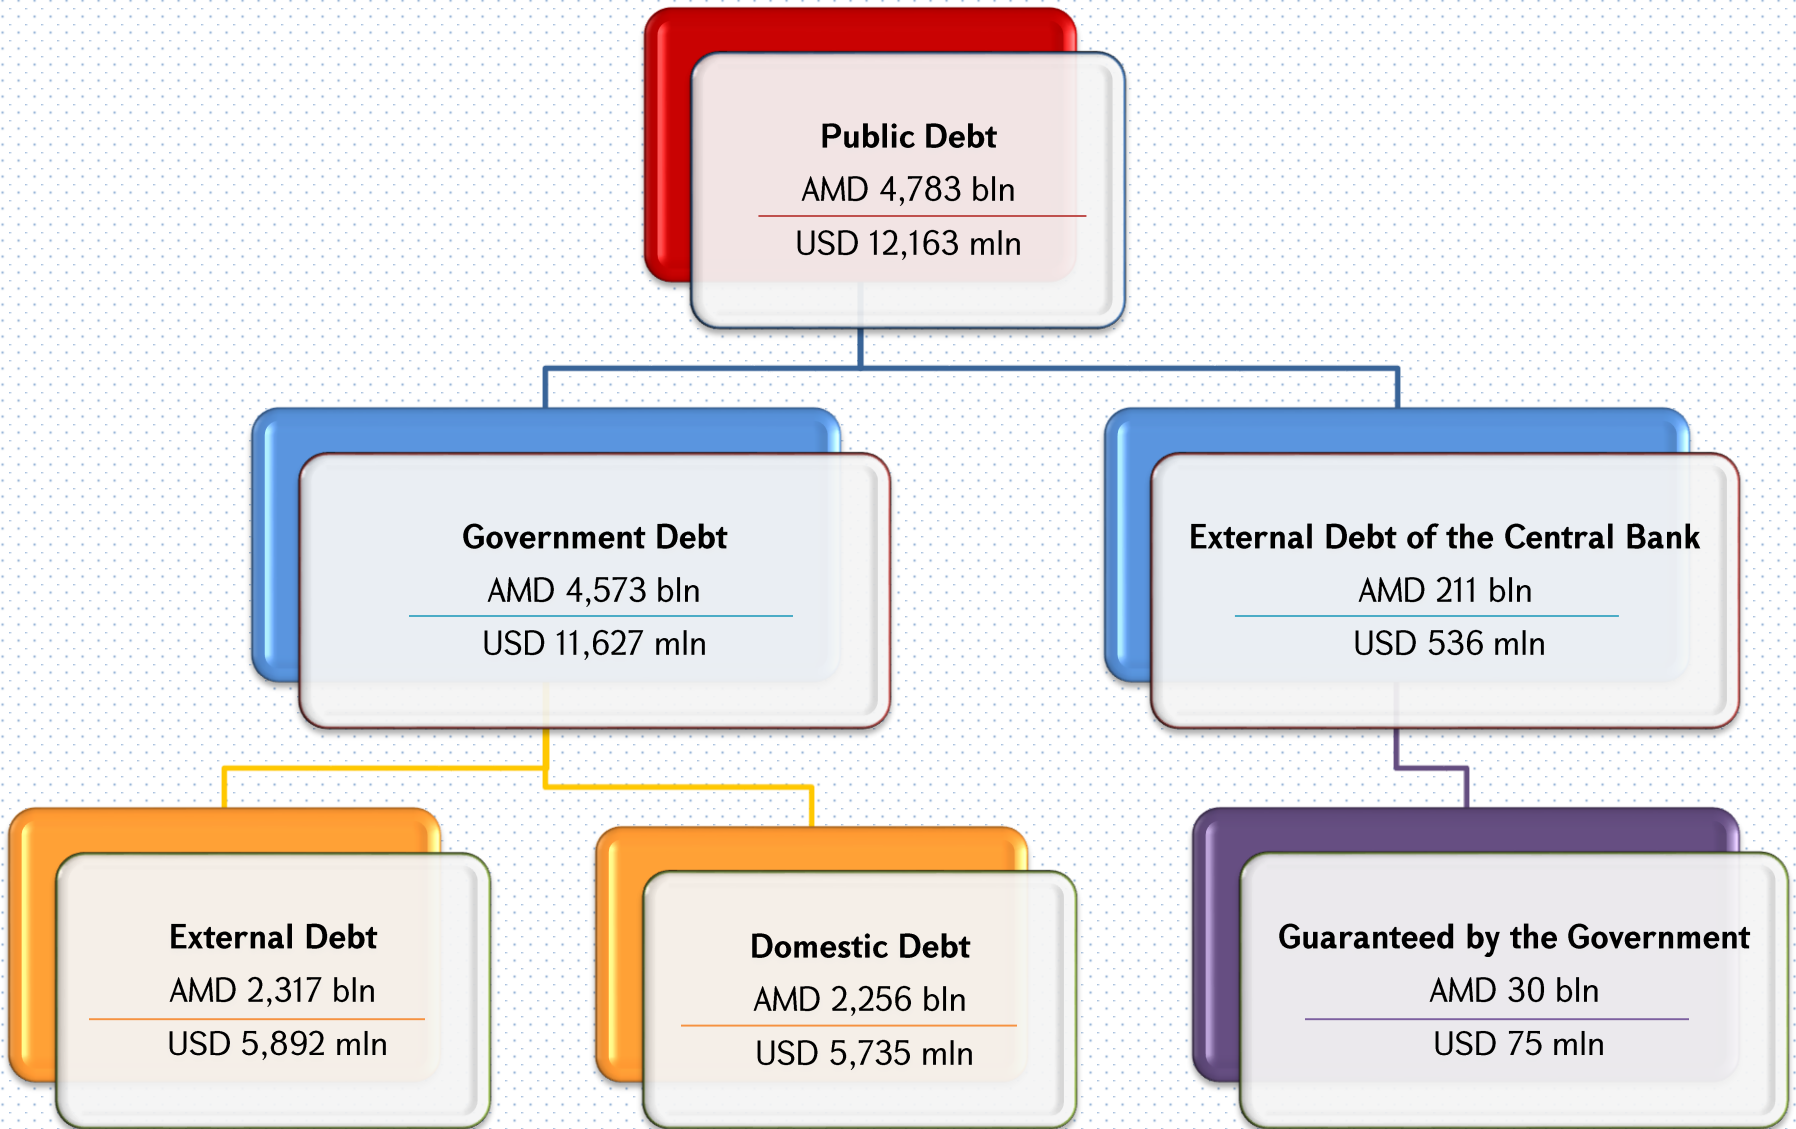 Public Debt
AMD 4,783 bln
USD 12,163 mln
Government Debt
AMD 4,573 bln
USD 11,627 mln
External Debt of the Central Bank
AMD 211 bln
USD 536 mln
External Debt
AMD 2,317 bln
USD 5,892 mln
Domestic Debt
AMD 2,256 bln
USD 5,735 mln
Guaranteed by the Government
AMD 30 bln
USD 75 mln